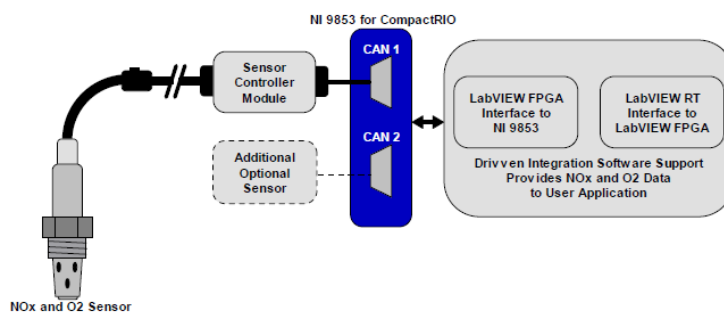 NI 9853 for CompactRIO
CAN 1
Sensor
Controller
Module
CAN 2
Additional
Optional
Sensor
LabVIEW FPGA
Interface to
NI 9853
LabVIEW RT
Interface to
LabVIEW FPGA
Drivven Integration Software Support
Provides NOx and O2 Data
to User Application
NOx and O2 Sensor